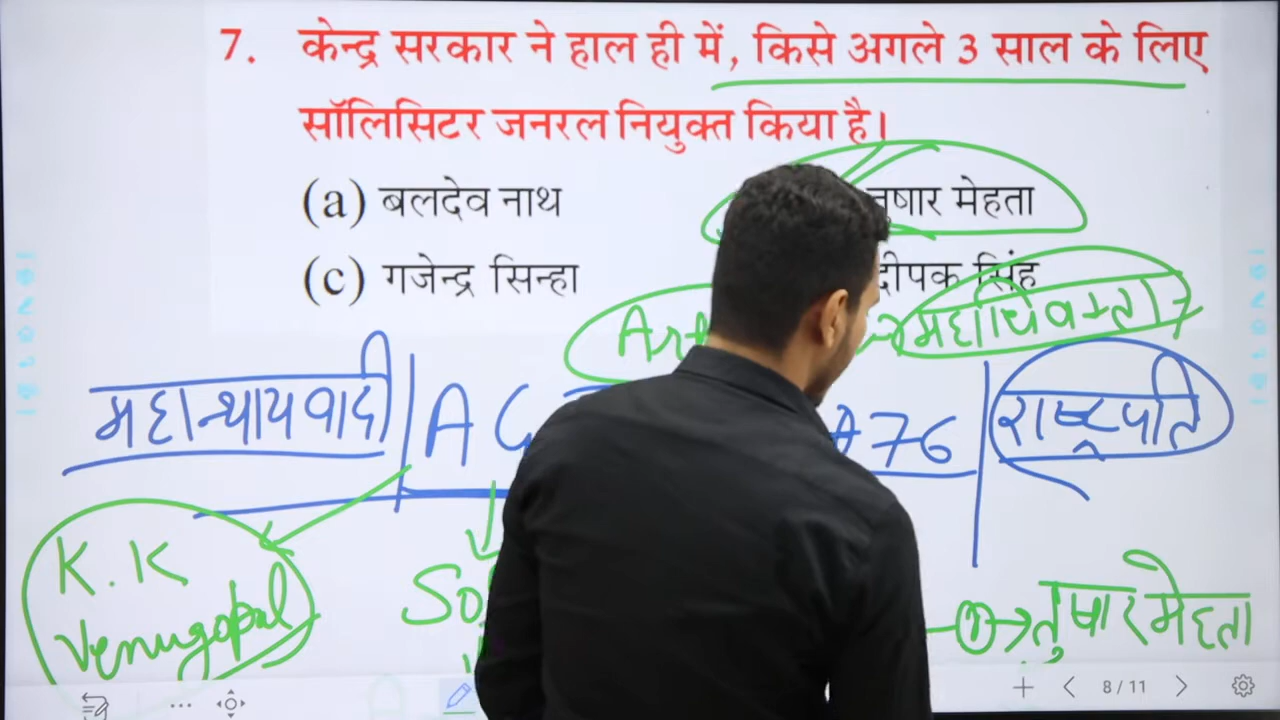 7. केन्द्र सरकार ने हाल ही में, किसे अगले 3 साल के लिए
सॉलिसिटर जनरल नियुक्त किया है।
(a) बलदेव नाथ
तुषार मेहता
(c) गजेन्द्र सिन्हा
दीपक सिंह
महाधिवक्ता
महान्यायवादी
A76
राष्ट्रपति
K.K
Venugopal
① → तुषार मेहता
8 / 11